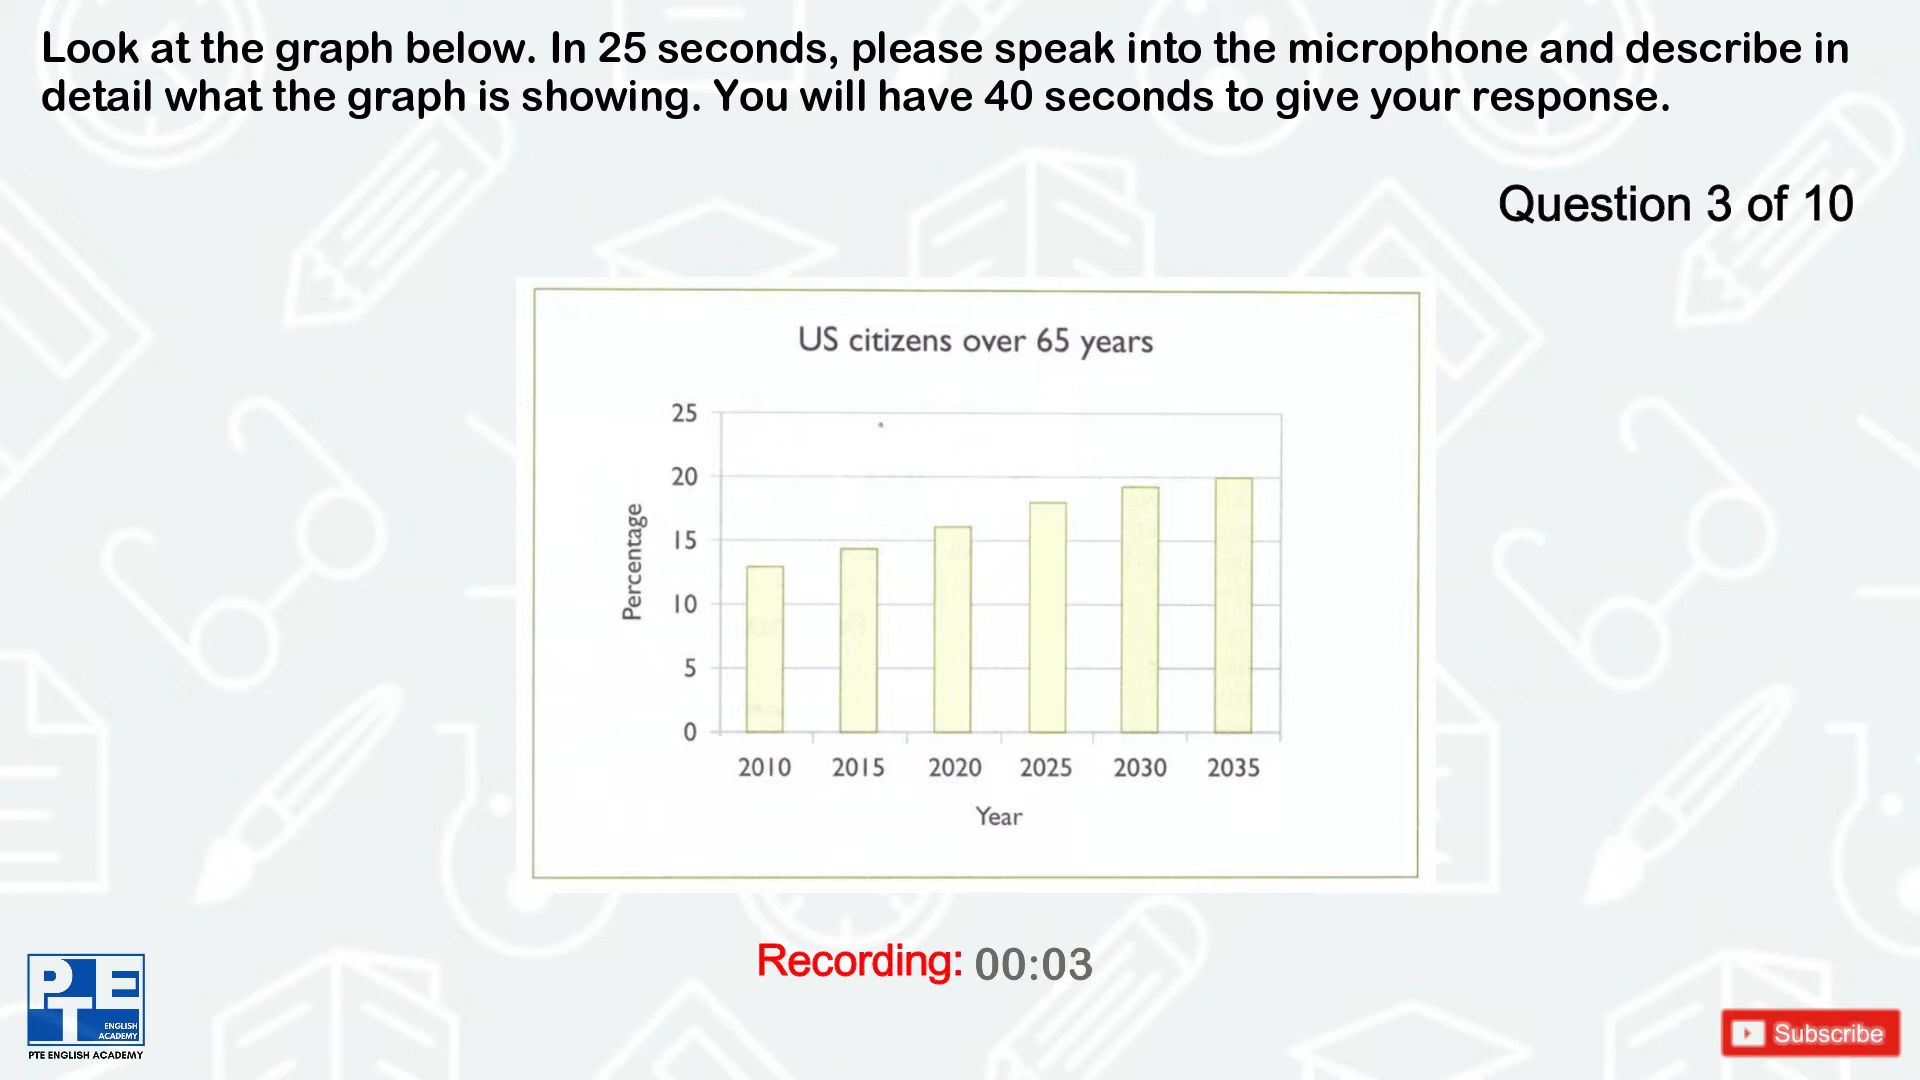 Look at the graph below. In 25 seconds, please speak into the microphone and describe in
detail what the graph is showing. You will have 40 seconds to give your response.
Question 3 of 10
US citizens over 65 years
25
20
15
10
5
0
Percentage
2010 2015 2020 2025 2030 2035
Year
Recording: 00:03
PTE
ENGLISH
ACADEMY
PTE ENGLISH ACADEMY
Subscribe